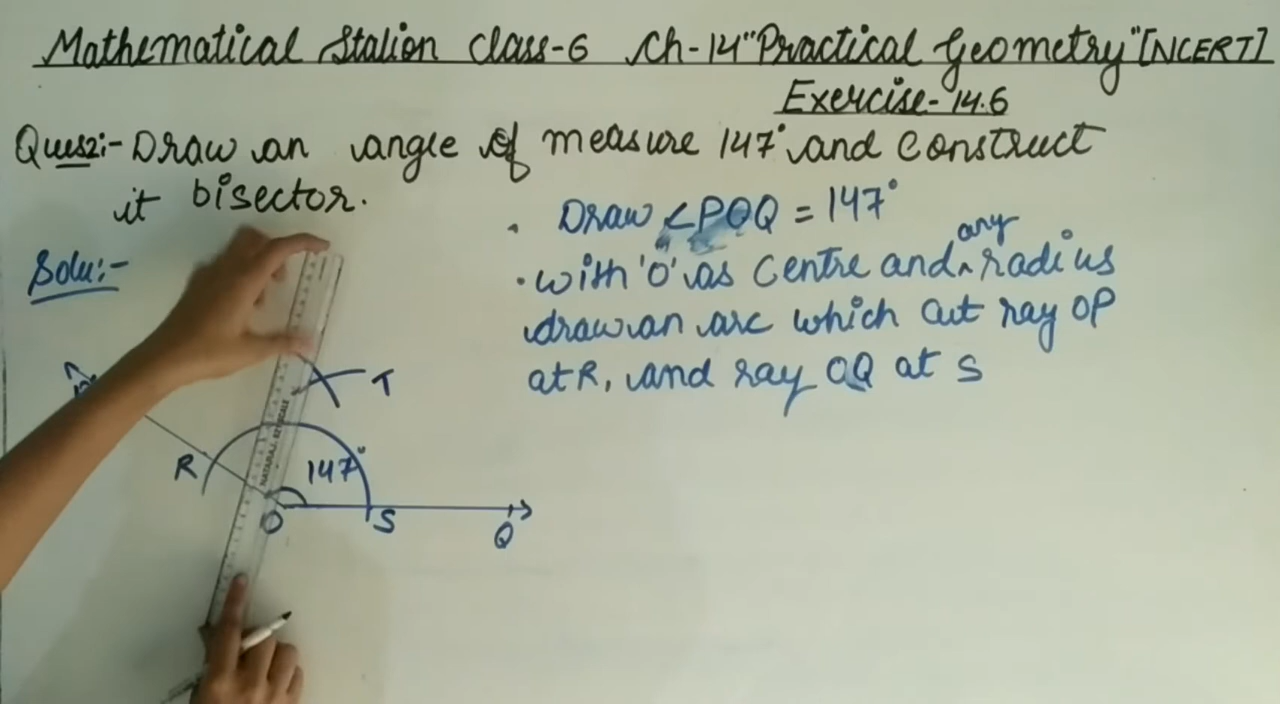 Mathematical Stalion Class-6 Ch-14 "Practical Geometry" [NCERT]
Exercise-14.6
Ques2:- Draw an angle of measure 147° and construct
it bisector.
Solu:-
. Draw ∠POQ = 147°
. with 'O' as centre and any radius
draw an arc which cut ray OP
at R, and ray OQ at S
T
R
147°
O
S
Q